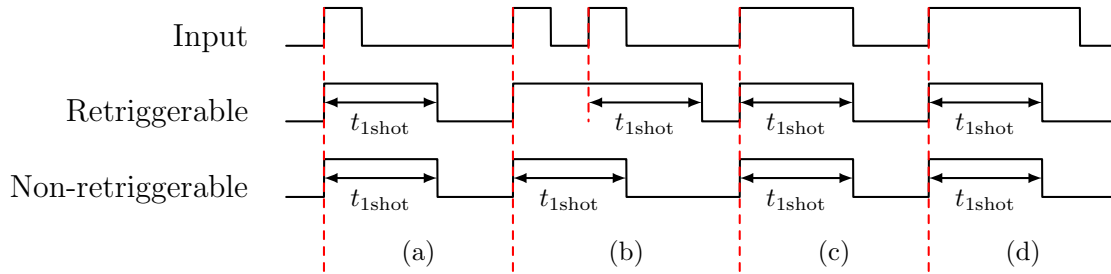 Input
Retriggerable
t1shot t1shot t1shot t1shot
Non-retriggerable
t1shot t1shot t1shot t1shot
(a) (b) (c) (d)